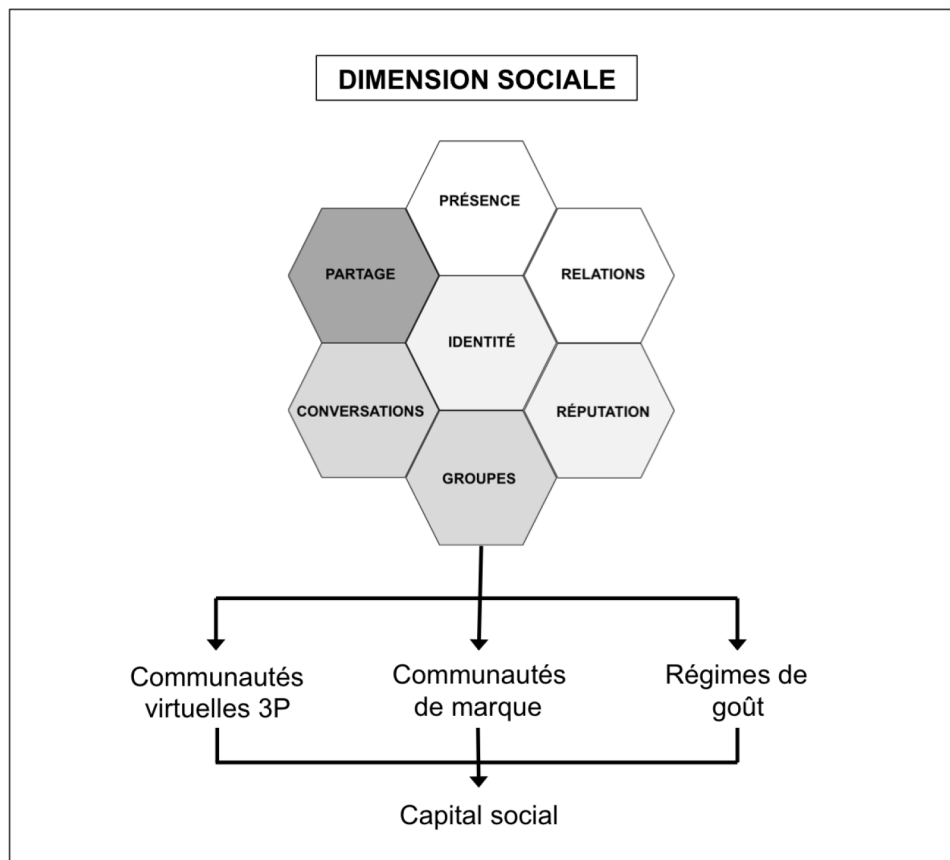 DIMENSION SOCIALE
PRÉSENCE
PARTAGE
RELATIONS
IDENTITÉ
CONVERSATIONS
RÉPUTATION
GROUPES
Communautés
virtuelles 3P
Communautés
de marque
Régimes de
goût
Capital social